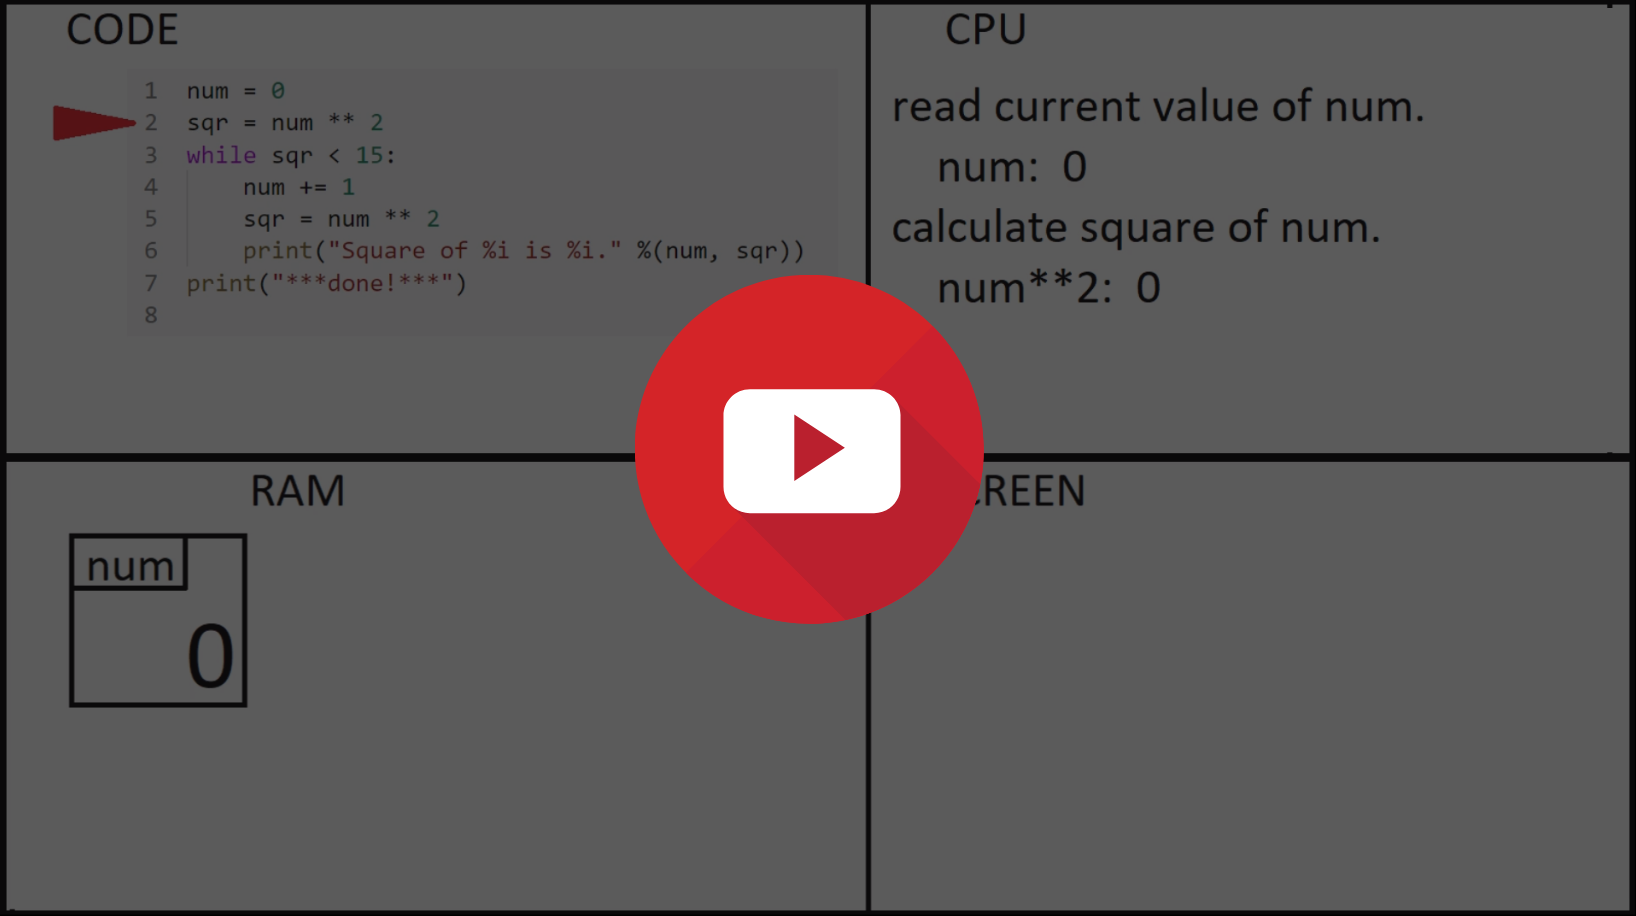 CODE
1 num = 0
2 sqr = num ** 2
3 while sqr < 15:
4 num += 1
5 sqr = num ** 2
6 print("Square of %i is %i." %(num, sqr))
7 print("***done!***")
8
CPU
read current value of num.
num: 0
calculate square of num.
num**2: 0
RAM
num
0
REEN